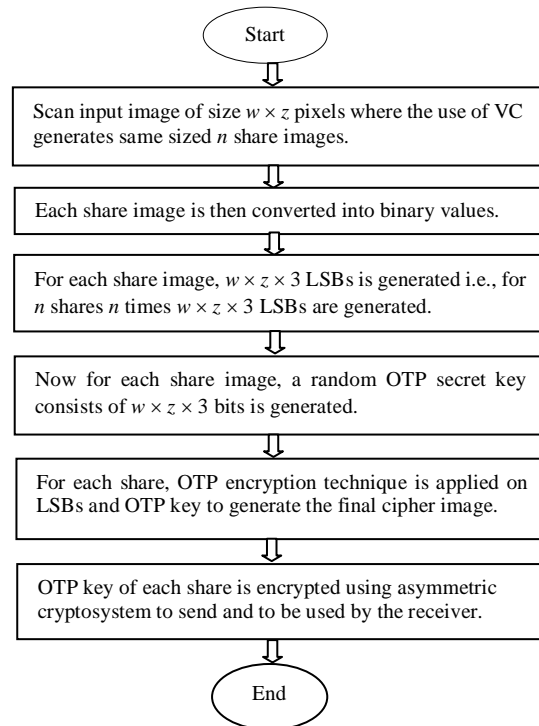 Start
Scan input image of size w × z pixels where the use of VC
generates same sized n share images.
Each share image is then converted into binary values.
For each share image, w × z × 3 LSBs is generated i.e., for
n shares n times w × z × 3 LSBs are generated.
Now for each share image, a random OTP secret key
consists of w × z × 3 bits is generated.
For each share, OTP encryption technique is applied on
LSBs and OTP key to generate the final cipher image.
OTP key of each share is encrypted using asymmetric
cryptosystem to send and to be used by the receiver.
End